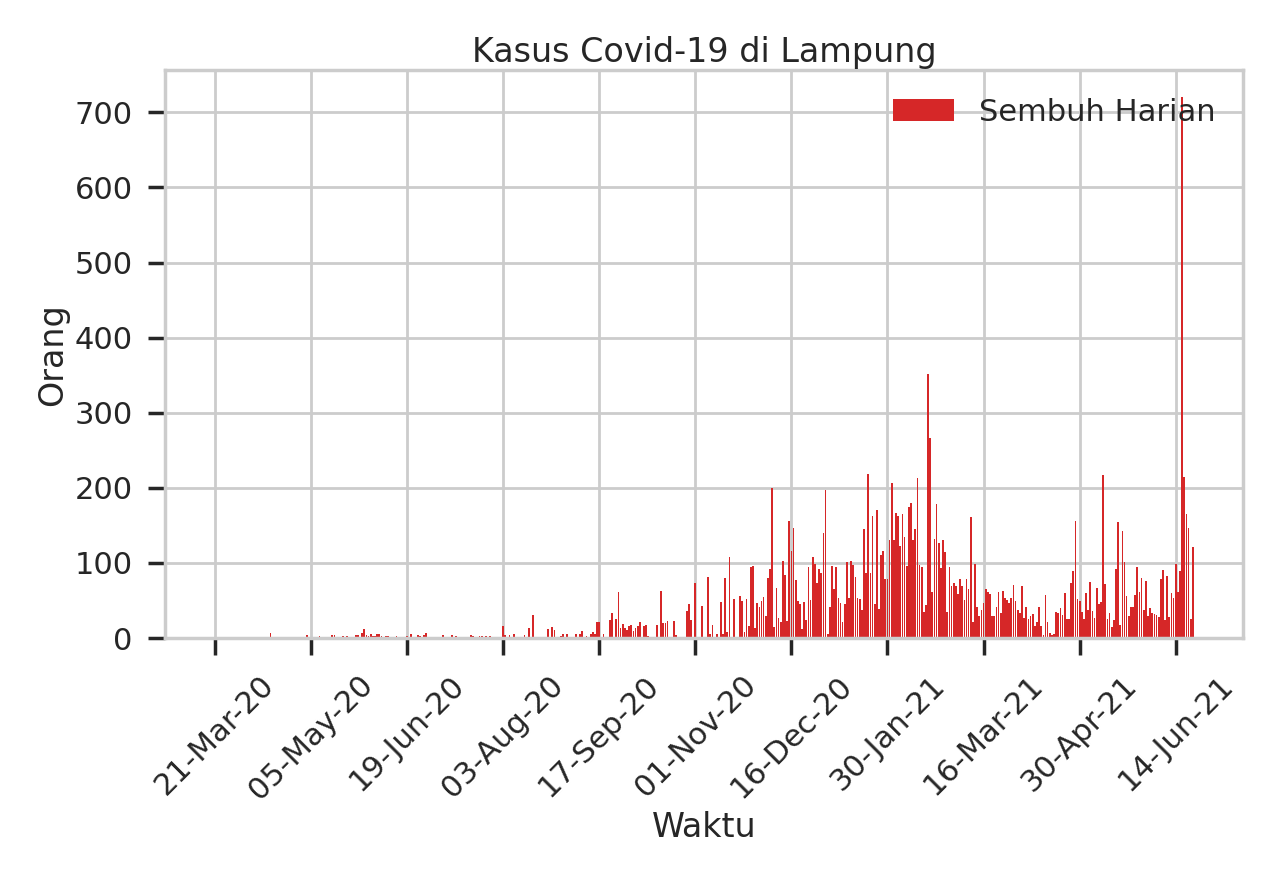 Kasus Covid-19 di Lampung
Sembuh Harian
Orang
700
600
500
400
300
200
100
0
21-Mar-20
05-May-20
19-Jun-20
03-Aug-20
17-Sep-20
01-Nov-20
16-Dec-20
30-Jan-21
16-Mar-21
30-Apr-21
14-Jun-21
Waktu